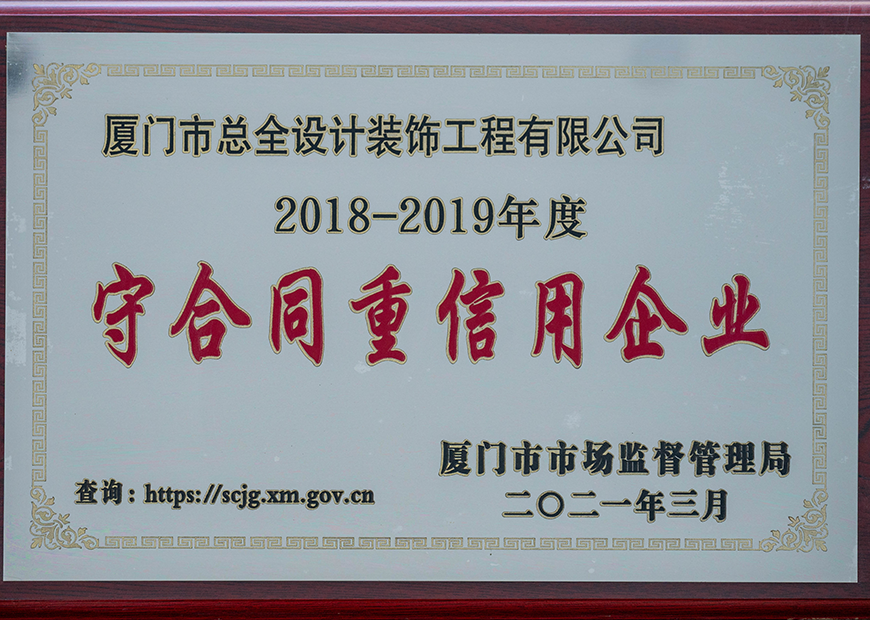 厦门市总全设计装饰工程有限公司
2018-2019年度
守合同重信用企业
厦门市市场监督管理局
查询：https://scjg.xm.gov.cn
二〇二一年三月